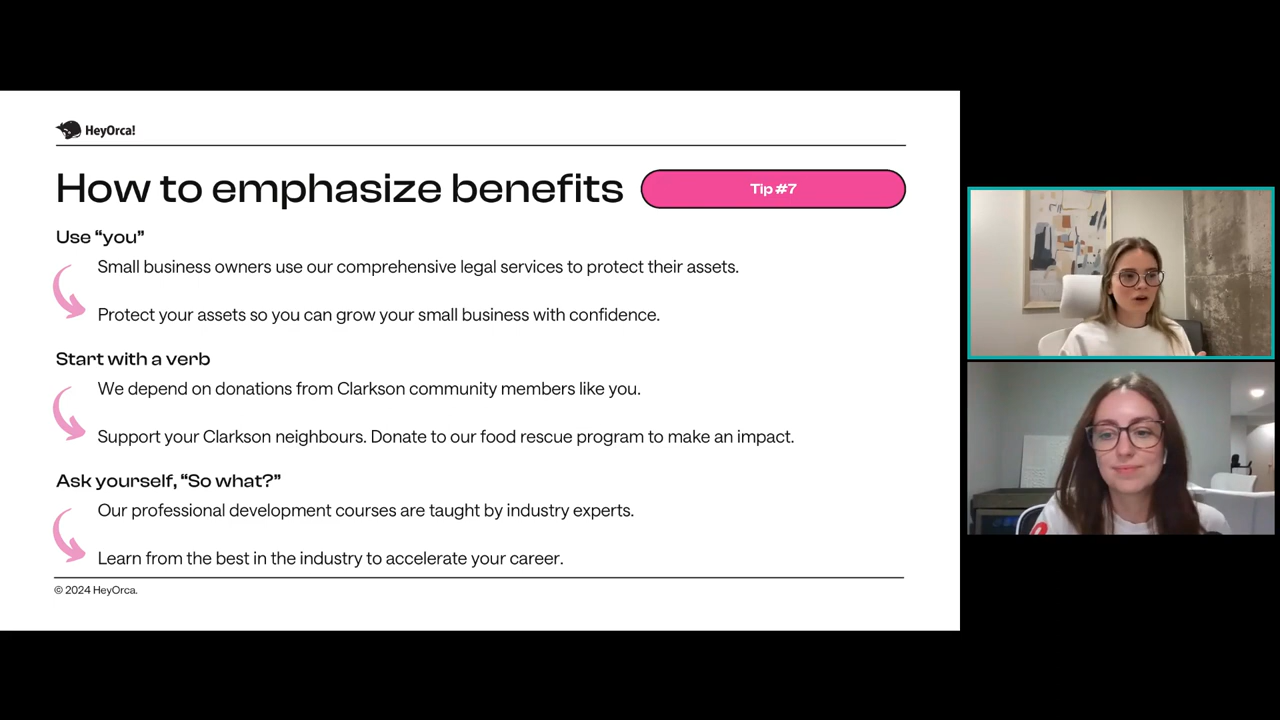 HeyOrca!
How to emphasize benefits
Tip #7
Use “you”
Small business owners use our comprehensive legal services to protect their assets.
Protect your assets so you can grow your small business with confidence.
Start with a verb
We depend on donations from Clarkson community members like you.
Support your Clarkson neighbours. Donate to our food rescue program to make an impact.
Ask yourself, “So what?”
Our professional development courses are taught by industry experts.
Learn from the best in the industry to accelerate your career.
© 2024 HeyOrca.